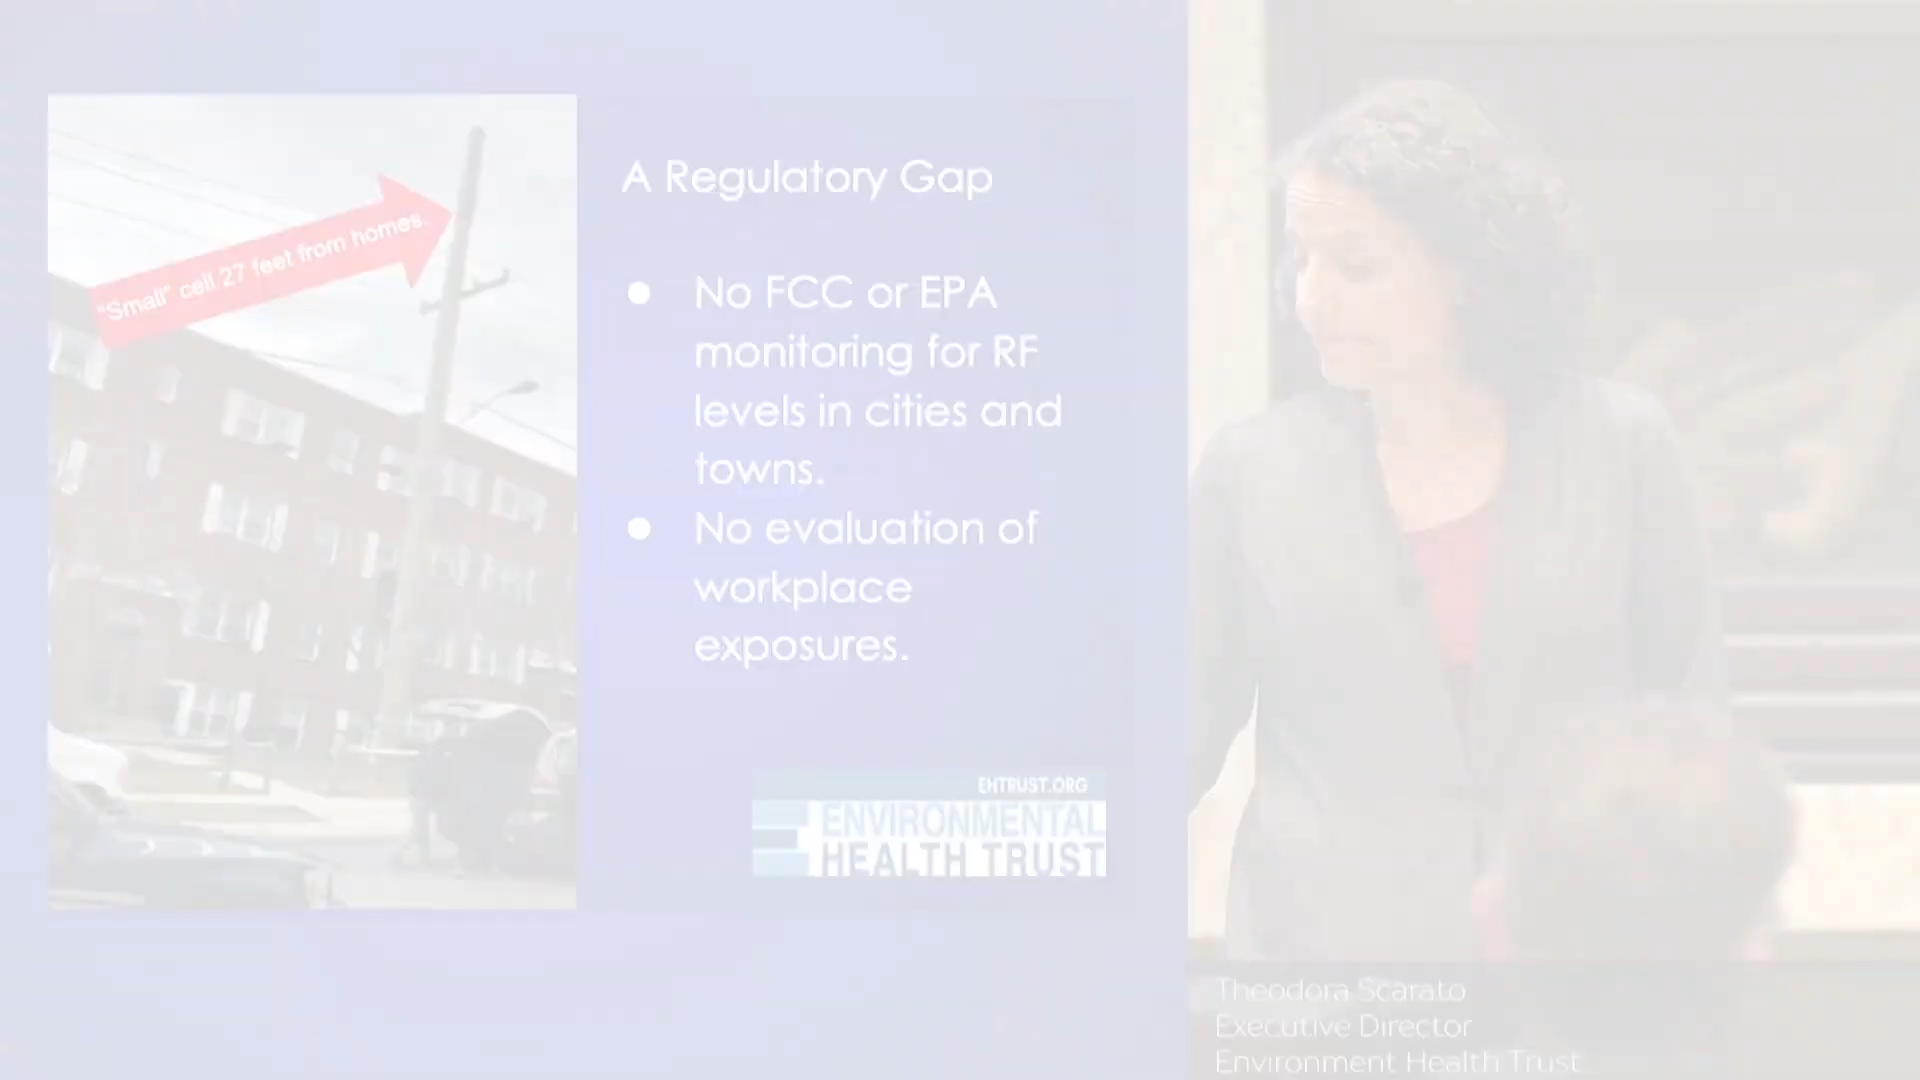 "Small" cell 27 feet from homes.
A Regulatory Gap
● No FCC or EPA
monitoring for RF
levels in cities and
towns.
● No evaluation of
workplace
exposures.
EHTRUST.ORG
ENVIRONMENTAL
HEALTH TRUST
Theodora Scarato
Executive Director
Environment Health Trust